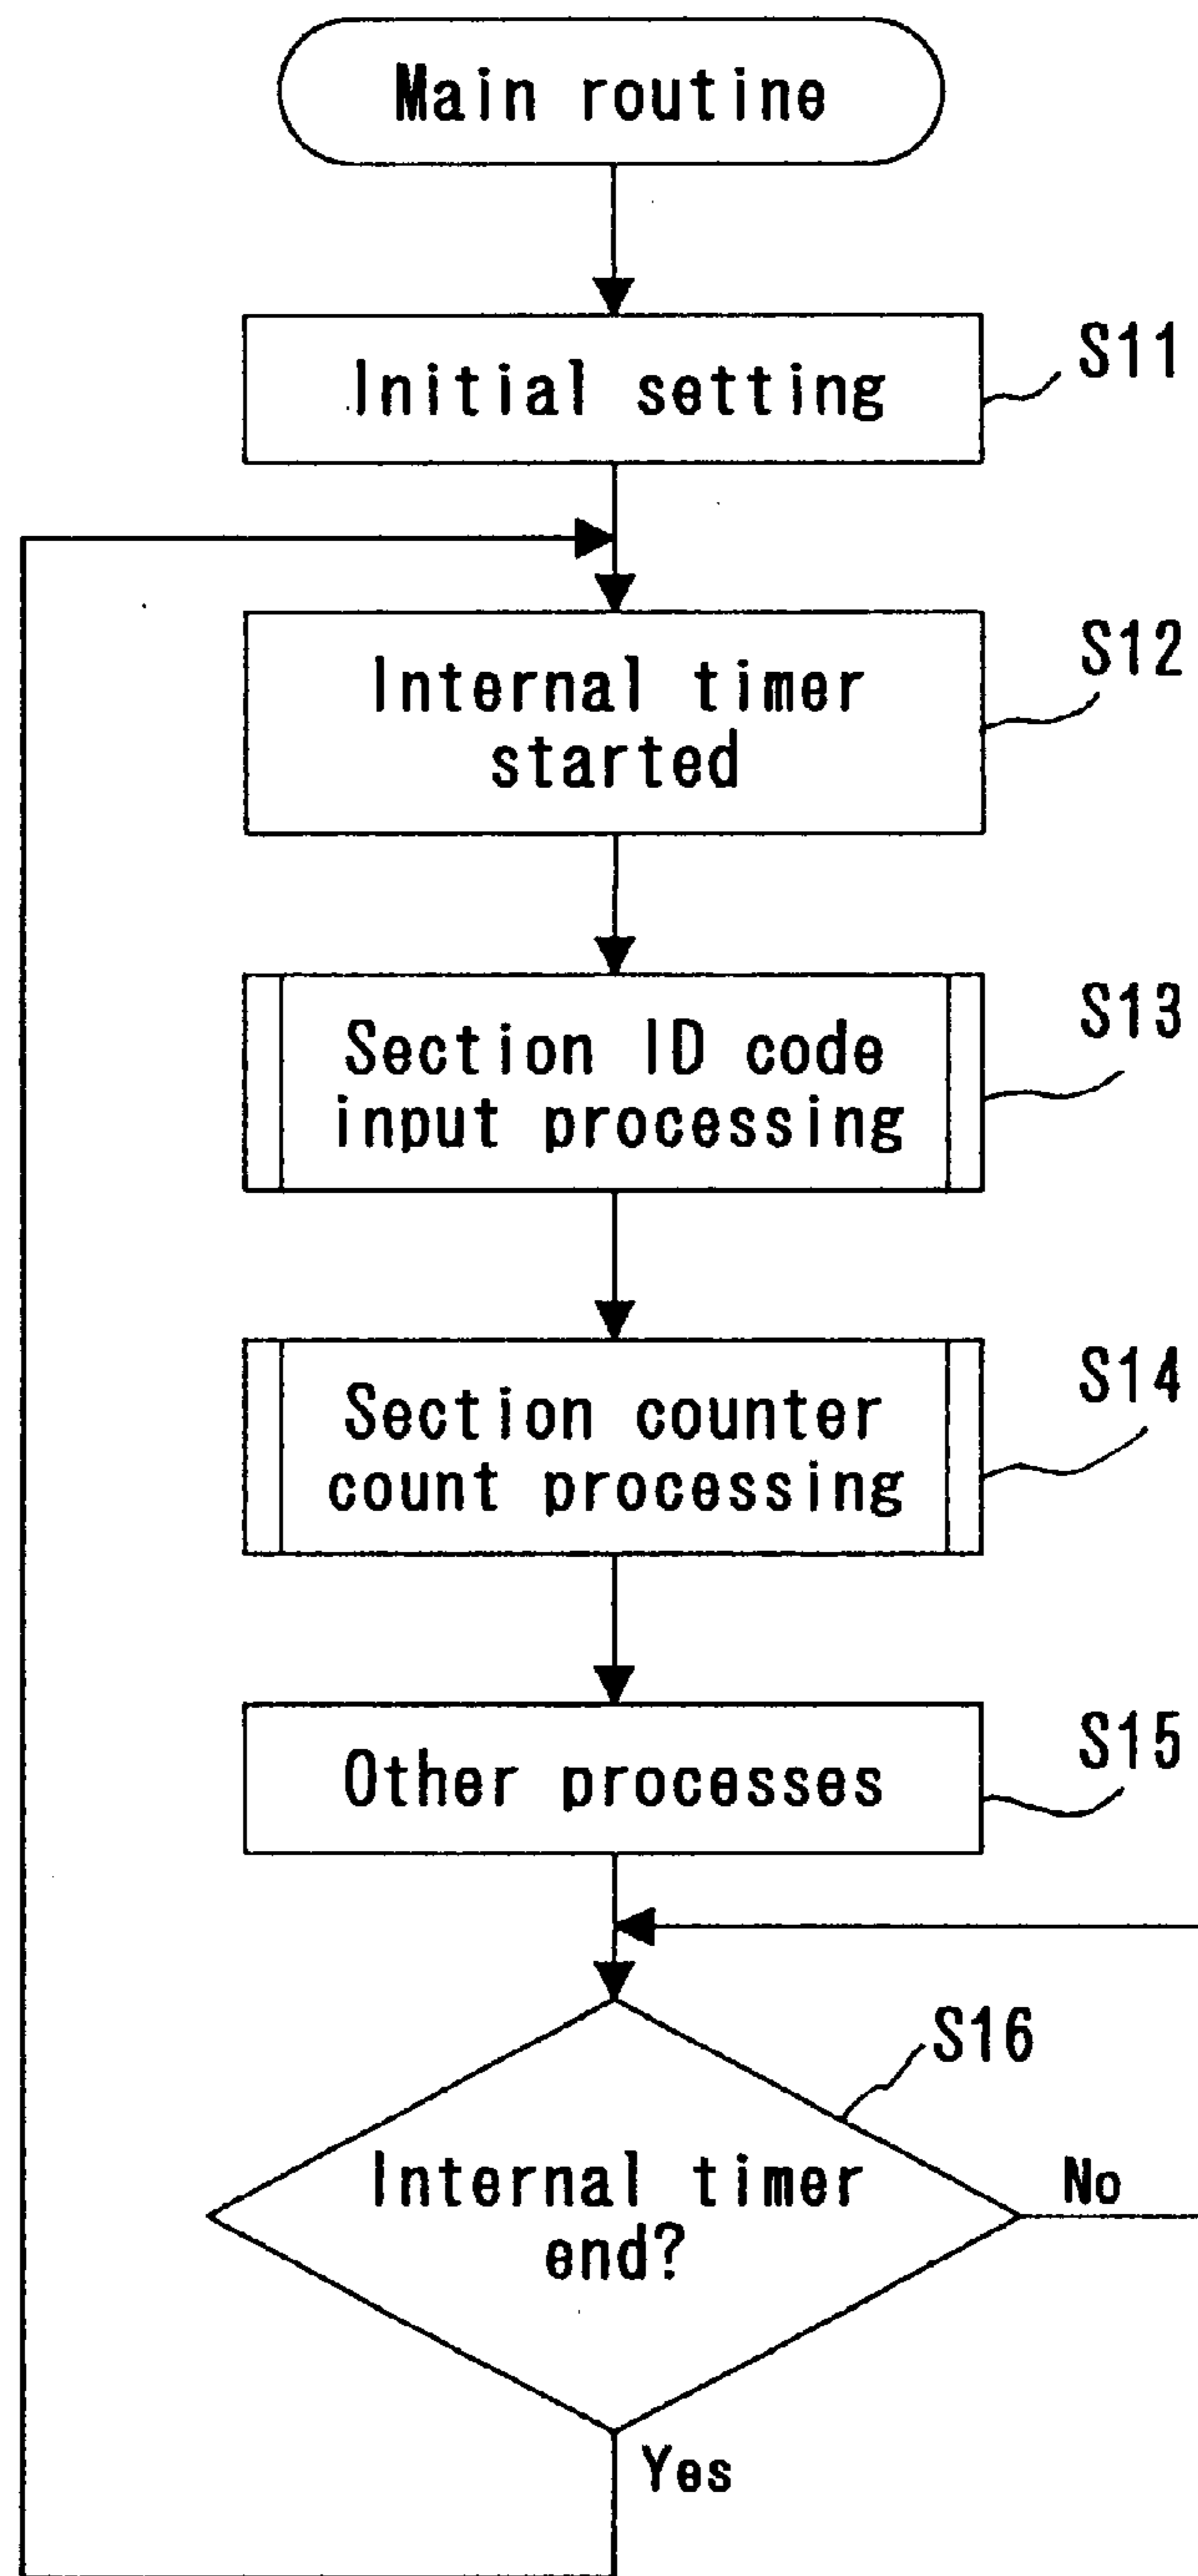 Main routine
Initial setting
S11
Internal timer
started
S12
Section ID code
input processing
S13
Section counter
count processing
S14
Other processes
S15
S16
Internal timer
end?
No
Yes